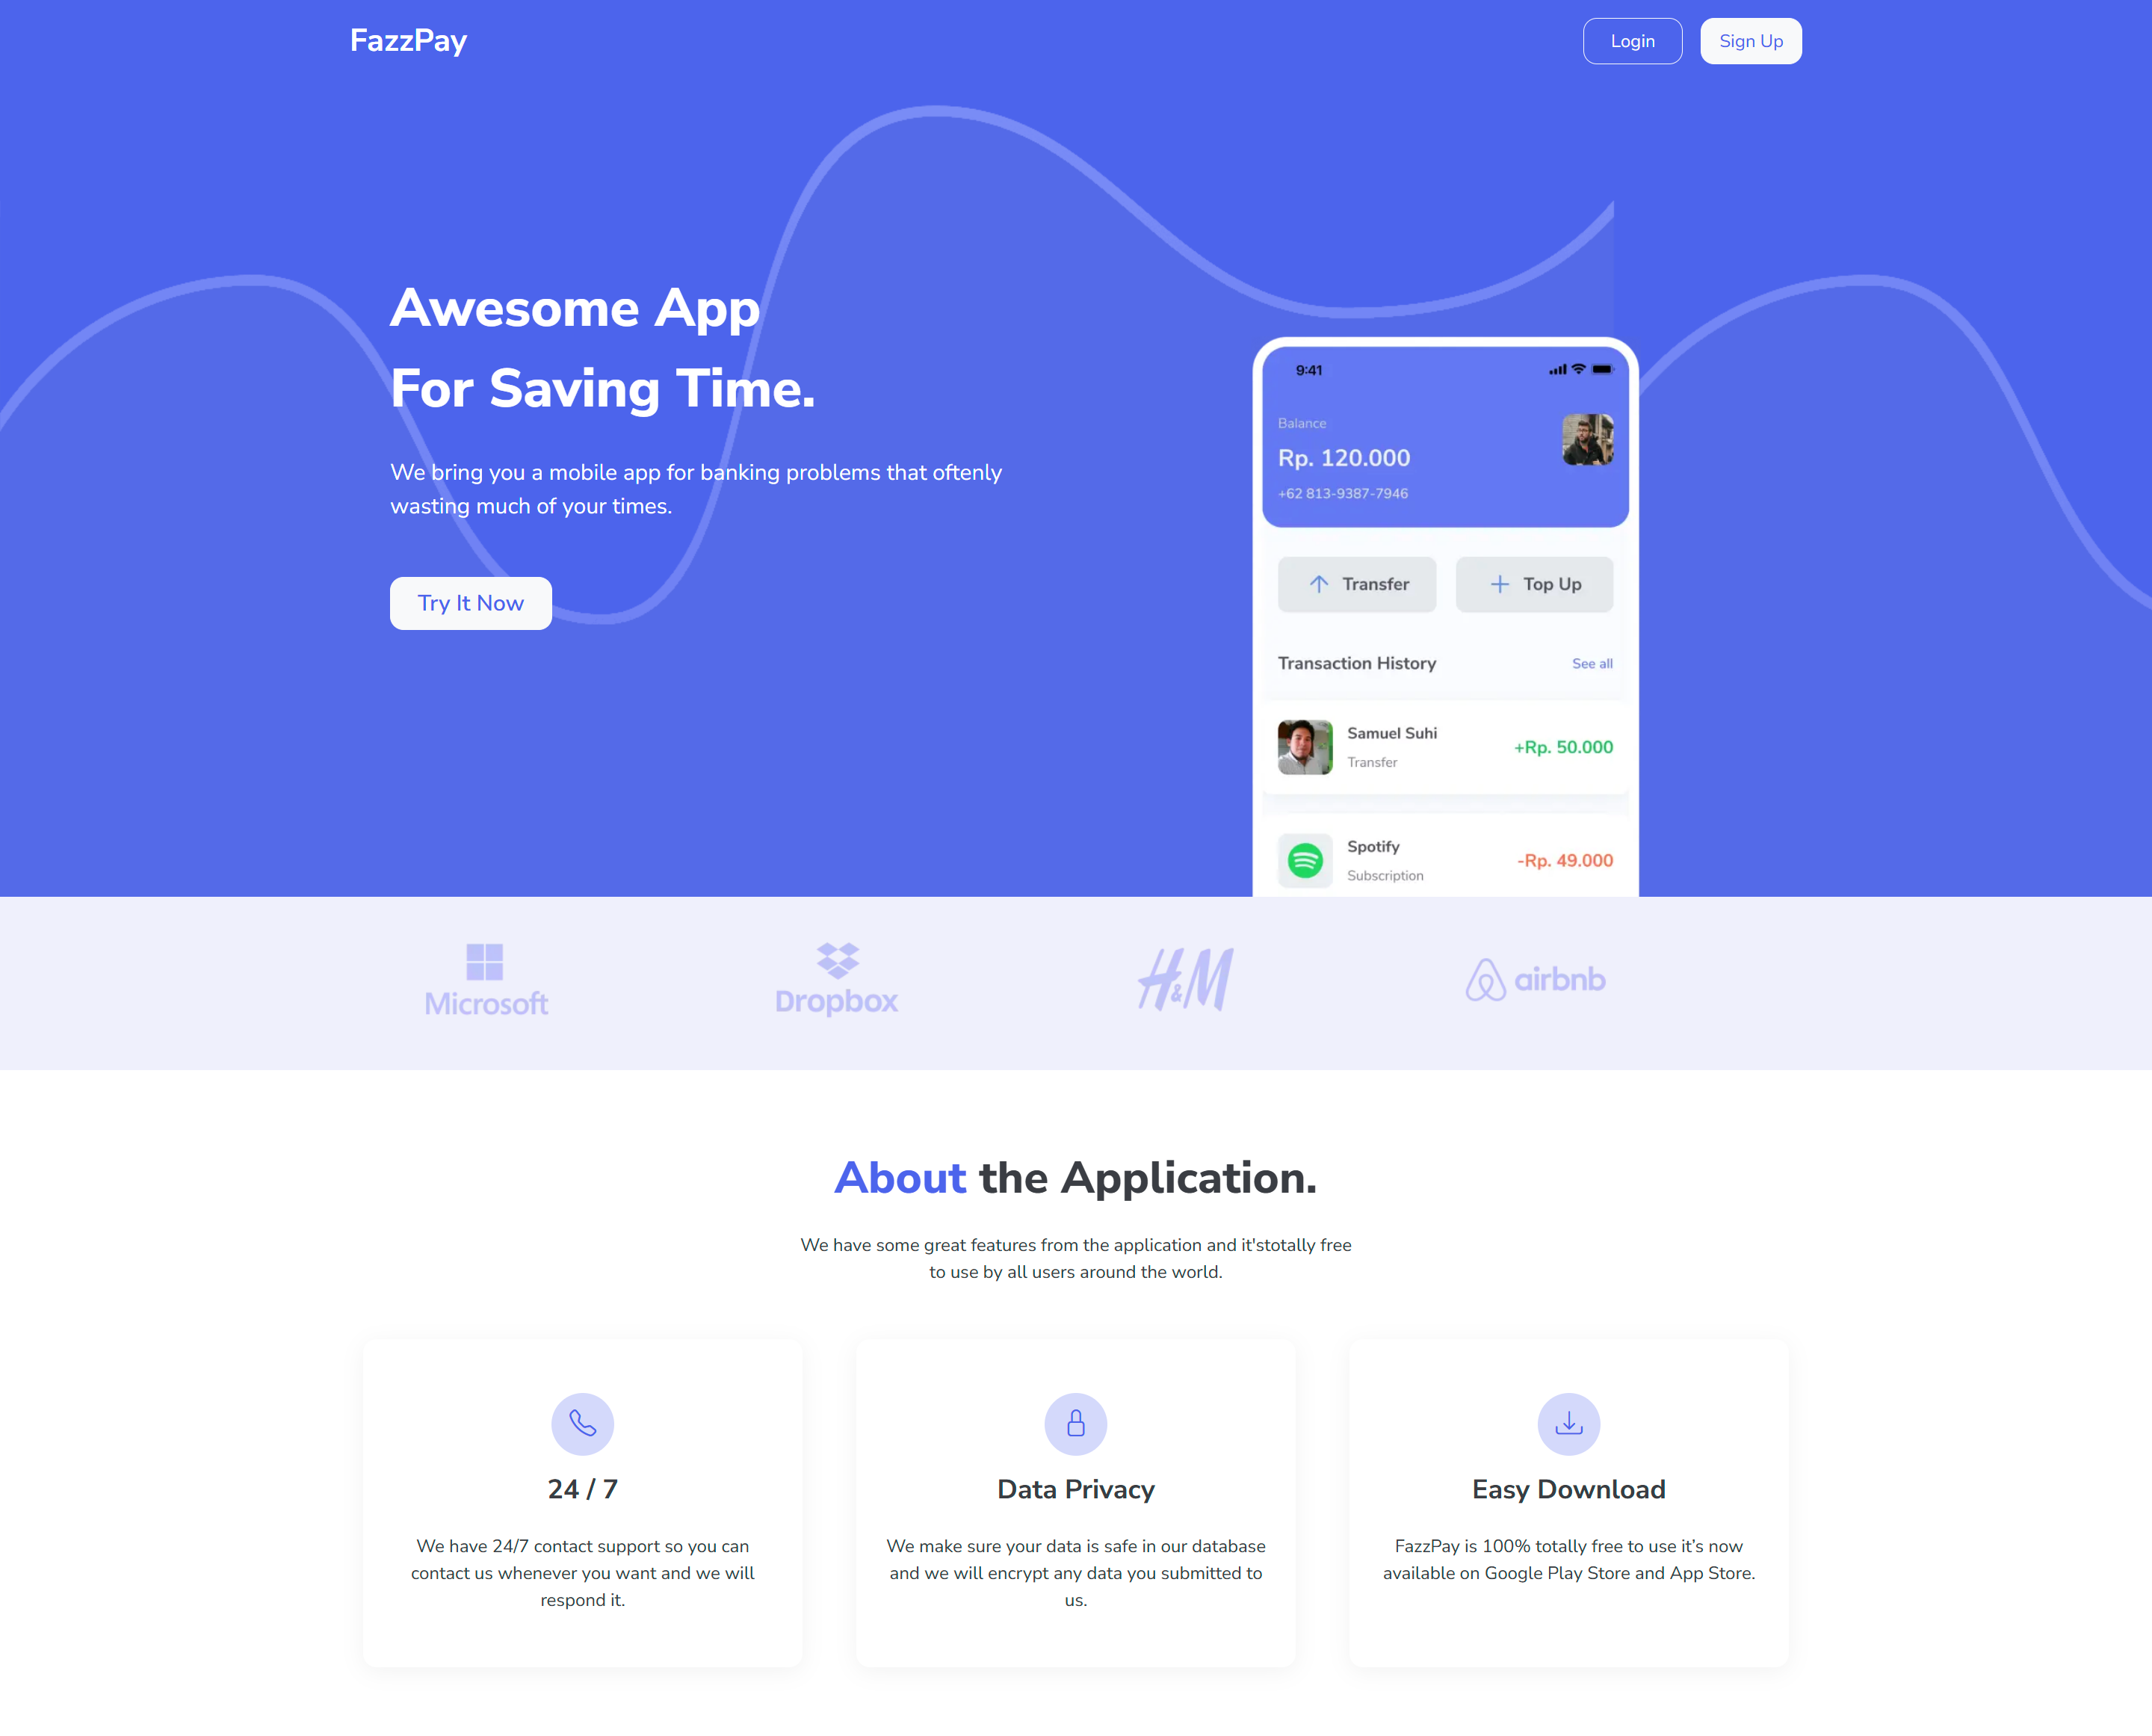 FazzPay
Login
Sign Up
Awesome App
For Saving Time.
We bring you a mobile app for banking problems that oftenly
wasting much of your times.
Try It Now
9:41
Balance
Rp. 120.000
+62 813-9387-7946
Transfer
Top Up
Transaction History
See all
Samuel Suhi
Transfer
+Rp. 50.000
Spotify
Subscription
-Rp. 49.000
Microsoft
Dropbox
H&M
airbnb
About the Application.
We have some great features from the application and it'stotally free
to use by all users around the world.
24 / 7
We have 24/7 contact support so you can
contact us whenever you want and we will
respond it.
Data Privacy
We make sure your data is safe in our database
and we will encrypt any data you submitted to
us.
Easy Download
FazzPay is 100% totally free to use it’s now
available on Google Play Store and App Store.